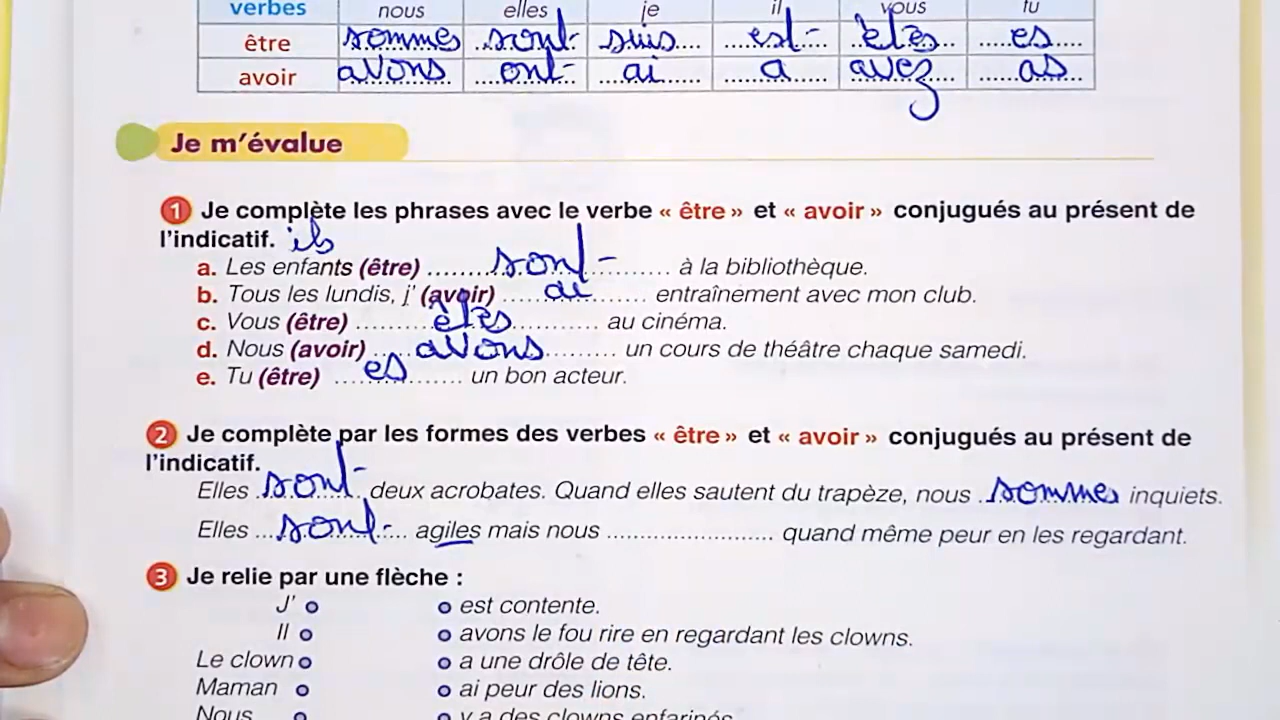 verbes nous elles je il vous tu
être sommes sont suis est êtes es
avoir avons ont ai a avez as
Je m'évalue
1 Je complète les phrases avec le verbe « être » et « avoir » conjugués au présent de
l'indicatif. ils
a. Les enfants (être) ........sont........ à la bibliothèque.
b. Tous les lundis, j' (avoir) .....ai....... entraînement avec mon club.
c. Vous (être) .........êtes............ au cinéma.
d. Nous (avoir) ....avons......... un cours de théâtre chaque samedi.
e. Tu (être) ....es....... un bon acteur.
2 Je complète par les formes des verbes « être » et « avoir » conjugués au présent de
l'indicatif.
Elles .sont. deux acrobates. Quand elles sautent du trapèze, nous .sommes inquiets.
Elles ...sont... agiles mais nous ........................ quand même peur en les regardant.
3 Je relie par une flèche :
J' est contente.
Il avons le fou rire en regardant les clowns.
Le clown a une drôle de tête.
Maman ai peur des lions.
Nous y a des clowns enfarinés.